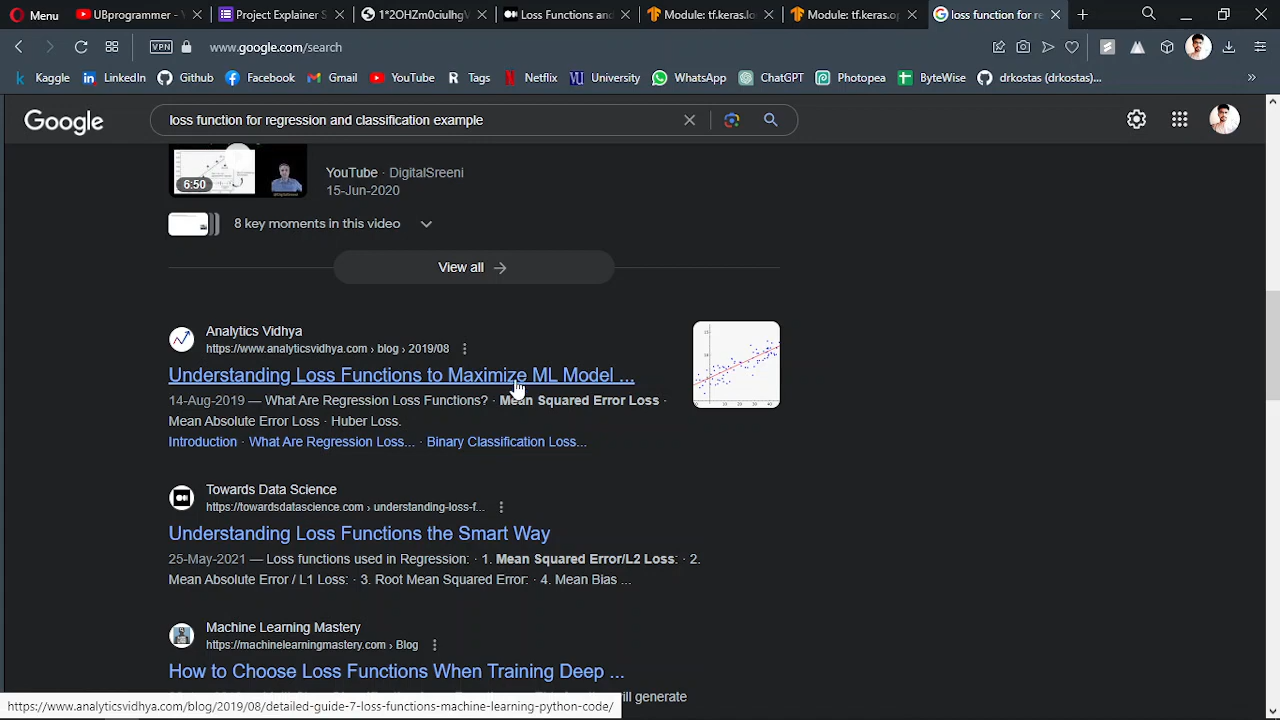 Menu
UBprogrammer - 
Project Explainer S
1*2OHZm0ciuBgV
Loss Functions and
Module: tf.keras.lo
Module: tf.keras.op
loss function for re
VPN
www.google.com/search
Kaggle
LinkedIn
Github
Facebook
Gmail
YouTube
Tags
Netflix
University
WhatsApp
ChatGPT
Photopea
ByteWise
drkostas (drkostas)...
Google
loss function for regression and classification example
6:50
YouTube · DigitalSreeni
15-Jun-2020
8 key moments in this video
View all
Analytics Vidhya
https://www.analyticsvidhya.com › blog › 2019/08
Understanding Loss Functions to Maximize ML Model ...
14-Aug-2019 — What Are Regression Loss Functions? · Mean Squared Error Loss ·
Mean Absolute Error Loss · Huber Loss.
Introduction · What Are Regression Loss... · Binary Classification Loss...
Towards Data Science
https://towardsdatascience.com › understanding-loss-f...
Understanding Loss Functions the Smart Way
25-May-2021 — Loss functions used in Regression: · 1. Mean Squared Error/L2 Loss: · 2.
Mean Absolute Error / L1 Loss: · 3. Root Mean Squared Error: · 4. Mean Bias ...
Machine Learning Mastery
https://machinelearningmastery.com › Blog
How to Choose Loss Functions When Training Deep ...
will generate
https://www.analyticsvidhya.com/blog/2019/08/detailed-guide-7-loss-functions-machine-learning-python-code/